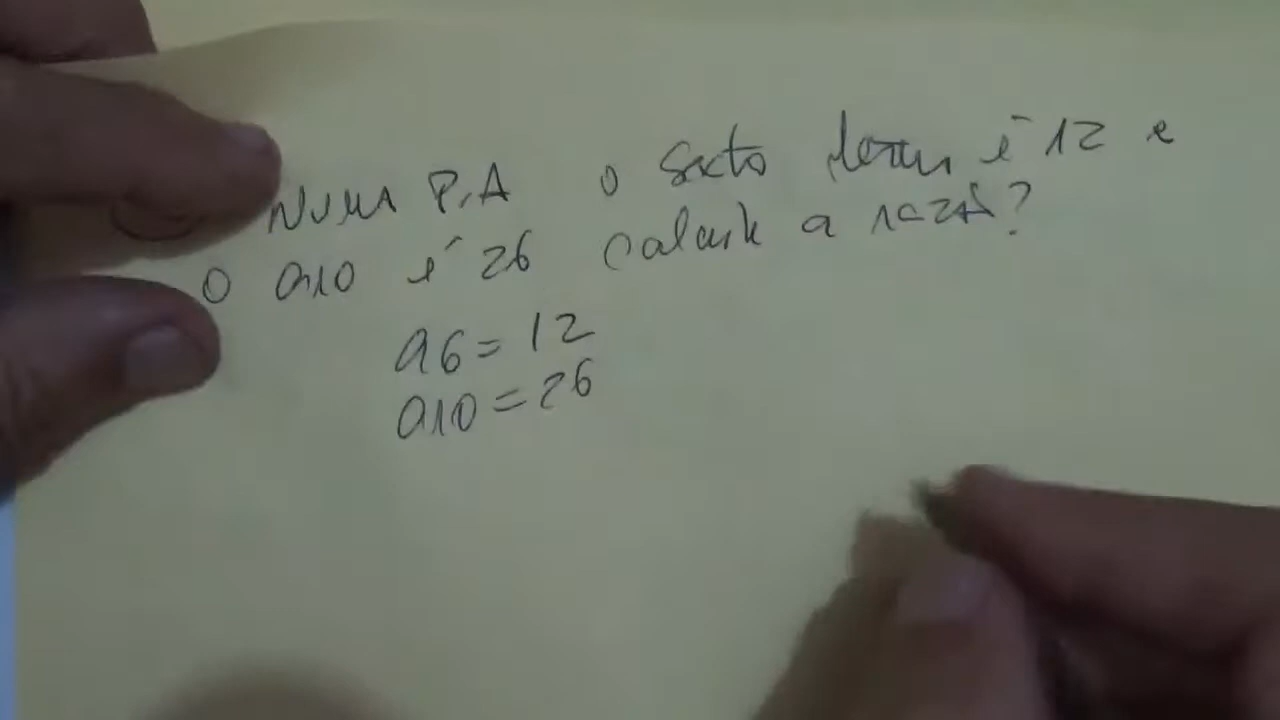 Numa P.A o sexto termo é 12 e
o a10 é 26 calcule a razão?
a6 = 12
a10 = 26